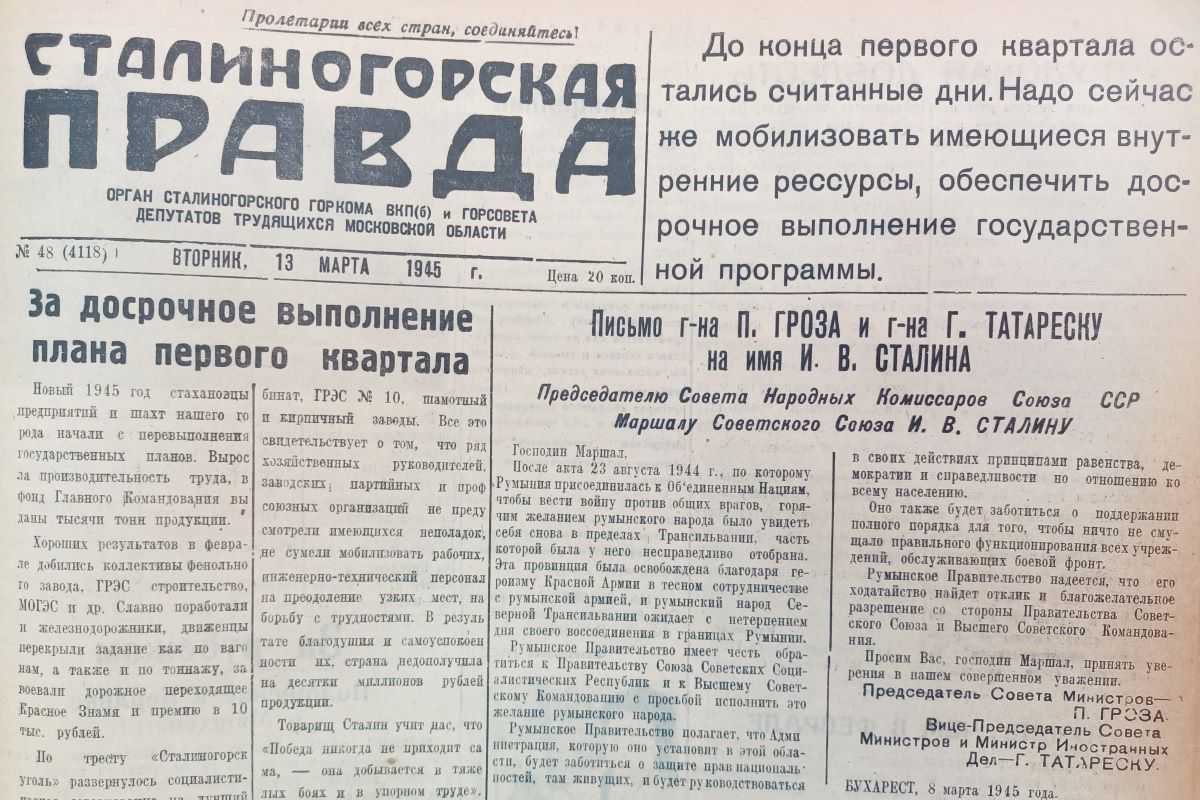 Пролетарии всех стран, соединяйтесь!
СТАЛИНОГОРСКАЯ
ПРАВДА
ОРГАН СТАЛИНОГОРСКОГО ГОРКОМА ВКП(б) и ГОРСОВЕТА
ДЕПУТАТОВ ТРУДЯЩИХСЯ МОСКОВСКОЙ ОБЛАСТИ
№ 48 (4118)
ВТОРНИК, 13 МАРТА 1945 г.
Цена 20 коп.
До конца первого квартала ос-
тались считанные дни. Надо сейчас
же мобилизовать имеющиеся внут-
ренние рессурсы, обеспечить дос-
рочное выполнение государствен-
ной программы.
За досрочное выполнение
плана первого квартала
Новый 1945 год стахановцы
предприятий и шахт нашего го
рода начали с перевыполнения
государственных планов. Вырос
ла производительность труда, в
фонд Главного Командования вы
даны тысячи тонн продукции.
Хороших результатов в февра-
ле добились коллективы фенольно
го завода, ГРЭС строительство,
МОГЭС и др. Славно поработали
и железнодорожники, движенцы
перекрыли задание как по ваго
нам, а также и по тоннажу, за
воевали дорожное переходящее
Красное Знамя и премию в 10
тыс. рублей.
По тресту «Сталиногорск
уголь» развернулось социалисти-
бинат, ГРЭС № 10, шамотный
и кирпичный заводы. Все это
свидетельствует о том, что ряд
хозяйственных руководителей,
заводских партийных и проф
союзных организаций не преду
смотрели имеющихся неполадок,
не сумели мобилизовать рабочих,
инженерно-технический персонал
на преодоление узких мест, на
борьбу с трудностями. В резуль
тате благодушия и самоуспокоен
ности их, страна недополучила
на десятки миллионов рублей
продукции.
Товарищ Сталин учит нас, что
«Победа никогда не приходит са
ма, — она добывается в тяже
лых боях и в упорном труде».
Письмо г-на П. ГРОЗА и г-на Г. ТАТАРЕСКУ
на имя И. В. СТАЛИНА
Председателю Совета Народных Комиссаров Союза ССР
Маршалу Советского Союза И. В. СТАЛИНУ
Господин Маршал,
После акта 23 августа 1944 г., по которому
Румыния присоединилась к Об'единенным Нациям,
чтобы вести войну против общих врагов, горя-
чим желанием румынского народа было увидеть
себя снова в пределах Трансильвании, часть
которой была у него несправедливо отобрана.
Эта провинция была освобождена благодаря ге-
роизму Красной Армии в тесном сотрудничестве
с румынской армией, и румынский народ Се-
верной Трансильвании ожидает с нетерпением
дня своего воссоединения в границах Румынии.
Румынское Правительство имеет честь обра-
титься к Правительству Союза Советских Соци-
алистических Республик и к Высшему Совет-
скому Командованию с просьбой исполнить это
желание румынского народа.
Румынское Правительство полагает, что Адми
нистрация, которую оно установит в этой обла-
сти, будет заботиться о защите прав националь-
ностей, там живущих, и будет руководствоваться
в своих действиях принципами равенства, де-
мократии и справедливости по отношению ко
всему населению.
Оно также будет заботиться о поддержании
полного порядка для того, чтобы ничто не сму-
щало правильного функционирования всех учреж-
дений, обслуживающих боевой фронт.
Румынское Правительство надеется, что его
ходатайство найдет отклик и благожелательное
разрешение со стороны Правительства Совет-
ского Союза и Высшего Советского Командова-
ния.
Просим Вас, господин Маршал, принять уве-
рения в нашем совершенном уважении.
Председатель Совета Министров—
П. ГРОЗА.
Вице-Председатель Совета
Министров и Министр Иностранных
Дел—Г. ТАТАРЕСКУ.
БУХАРЕСТ, 8 марта 1945 года.